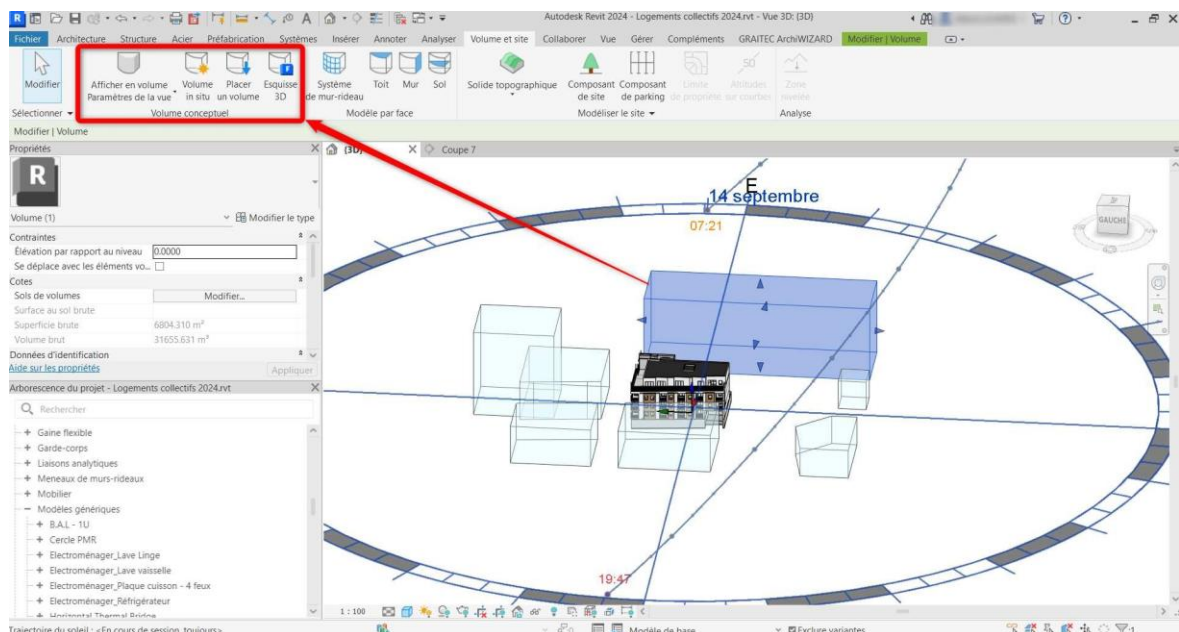 Autodesk Revit 2024 - Logements collectifs 2024.rvt - Vue 3D: {3D}
Fichier Architecture Structure Acier Préfabrication Systèmes Insérer Annoter Analyser Volume et site Collaborer Vue Gérer Compléments GRAITEC ArchiWIZARD Modifier | Volume
Modifier
Afficher en volume
Paramètres de la vue
Volume
in situ
Placer
un volume
Esquisse
3D
Système
de mur-rideau
Toit Mur Sol
Solide topographique
Composant
de site
Composant
de parking
Limite
de propriété
Altitudes
sur courbes
Zone
nivelée
Sélectionner Volume conceptuel Modèle par face Modéliser le site Analyse
Modifier | Volume
Propriétés
{3D}
Coupe 7
R
Volume (1)
Modifier le type
Contraintes
Élévation par rapport au niveau 0.0000
Se déplace avec les éléments vo...
Cotes
Sols de volumes Modifier...
Surface au sol brute
Superficie brute 6804.310 m²
Volume brut 31655.631 m³
Données d'identification
Aide sur les propriétés Appliquer
Arborescence du projet - Logements collectifs 2024.rvt
Rechercher
Gaine flexible
Garde-corps
Liaisons analytiques
Meneaux de murs-rideaux
Mobilier
Modèles génériques
B.A.L - 1U
Cercle PMR
Electroménager_Lave Linge
Electroménager_Lave vaisselle
Electroménager_Plaque cuisson - 4 feux
Electroménager_Réfrigérateur
Horizontal Thermal Bridge
E
14 septembre
07:21
GAUCHE
19:47
1 : 100
Trajectoire du soleil : <En cours de session, toujours>
Modèle de base
Exclure variantes
:1